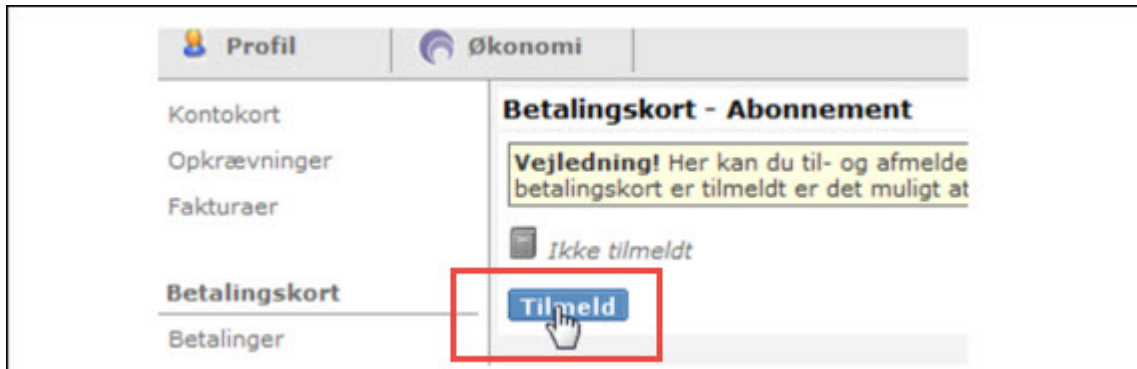 Profil
Økonomi
Kontokort
Opkrævninger
Fakturaer
Betalingskort
Betalinger
Betalingskort - Abonnement
Vejledning! Her kan du til- og afmelde
betalingskort er tilmeldt er det muligt at
Ikke tilmeldt
Tilmeld